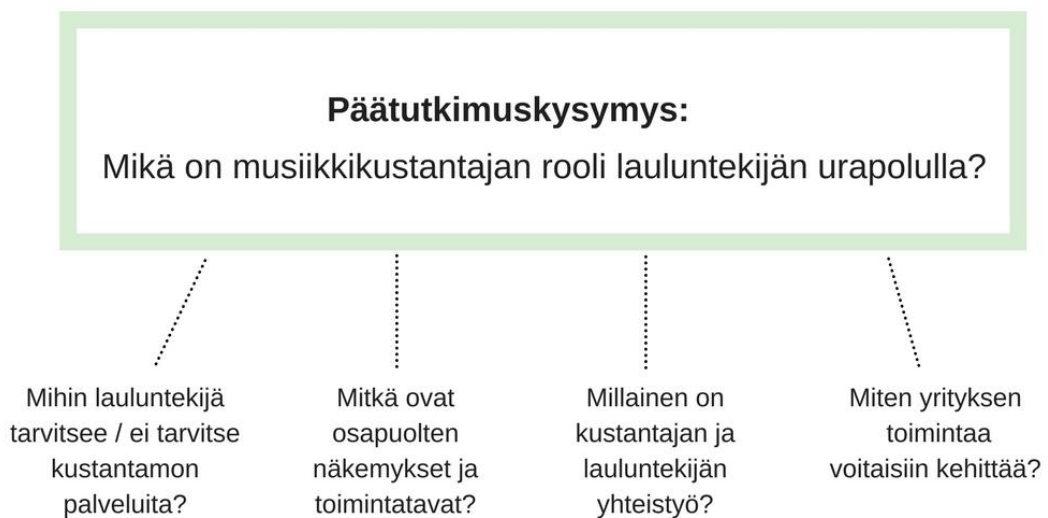 Päätutkimuskysymys:
Mikä on musiikkikustantajan rooli lauluntekijän urapolulla?
Mihin lauluntekijä
tarvitsee / ei tarvitse
kustantamon
palveluita?
Mitkä ovat
osapuolten
näkemykset ja
toimintatavat?
Millainen on
kustantajan ja
lauluntekijän
yhteistyö?
Miten yrityksen
toimintaa
voitaisiin kehittää?